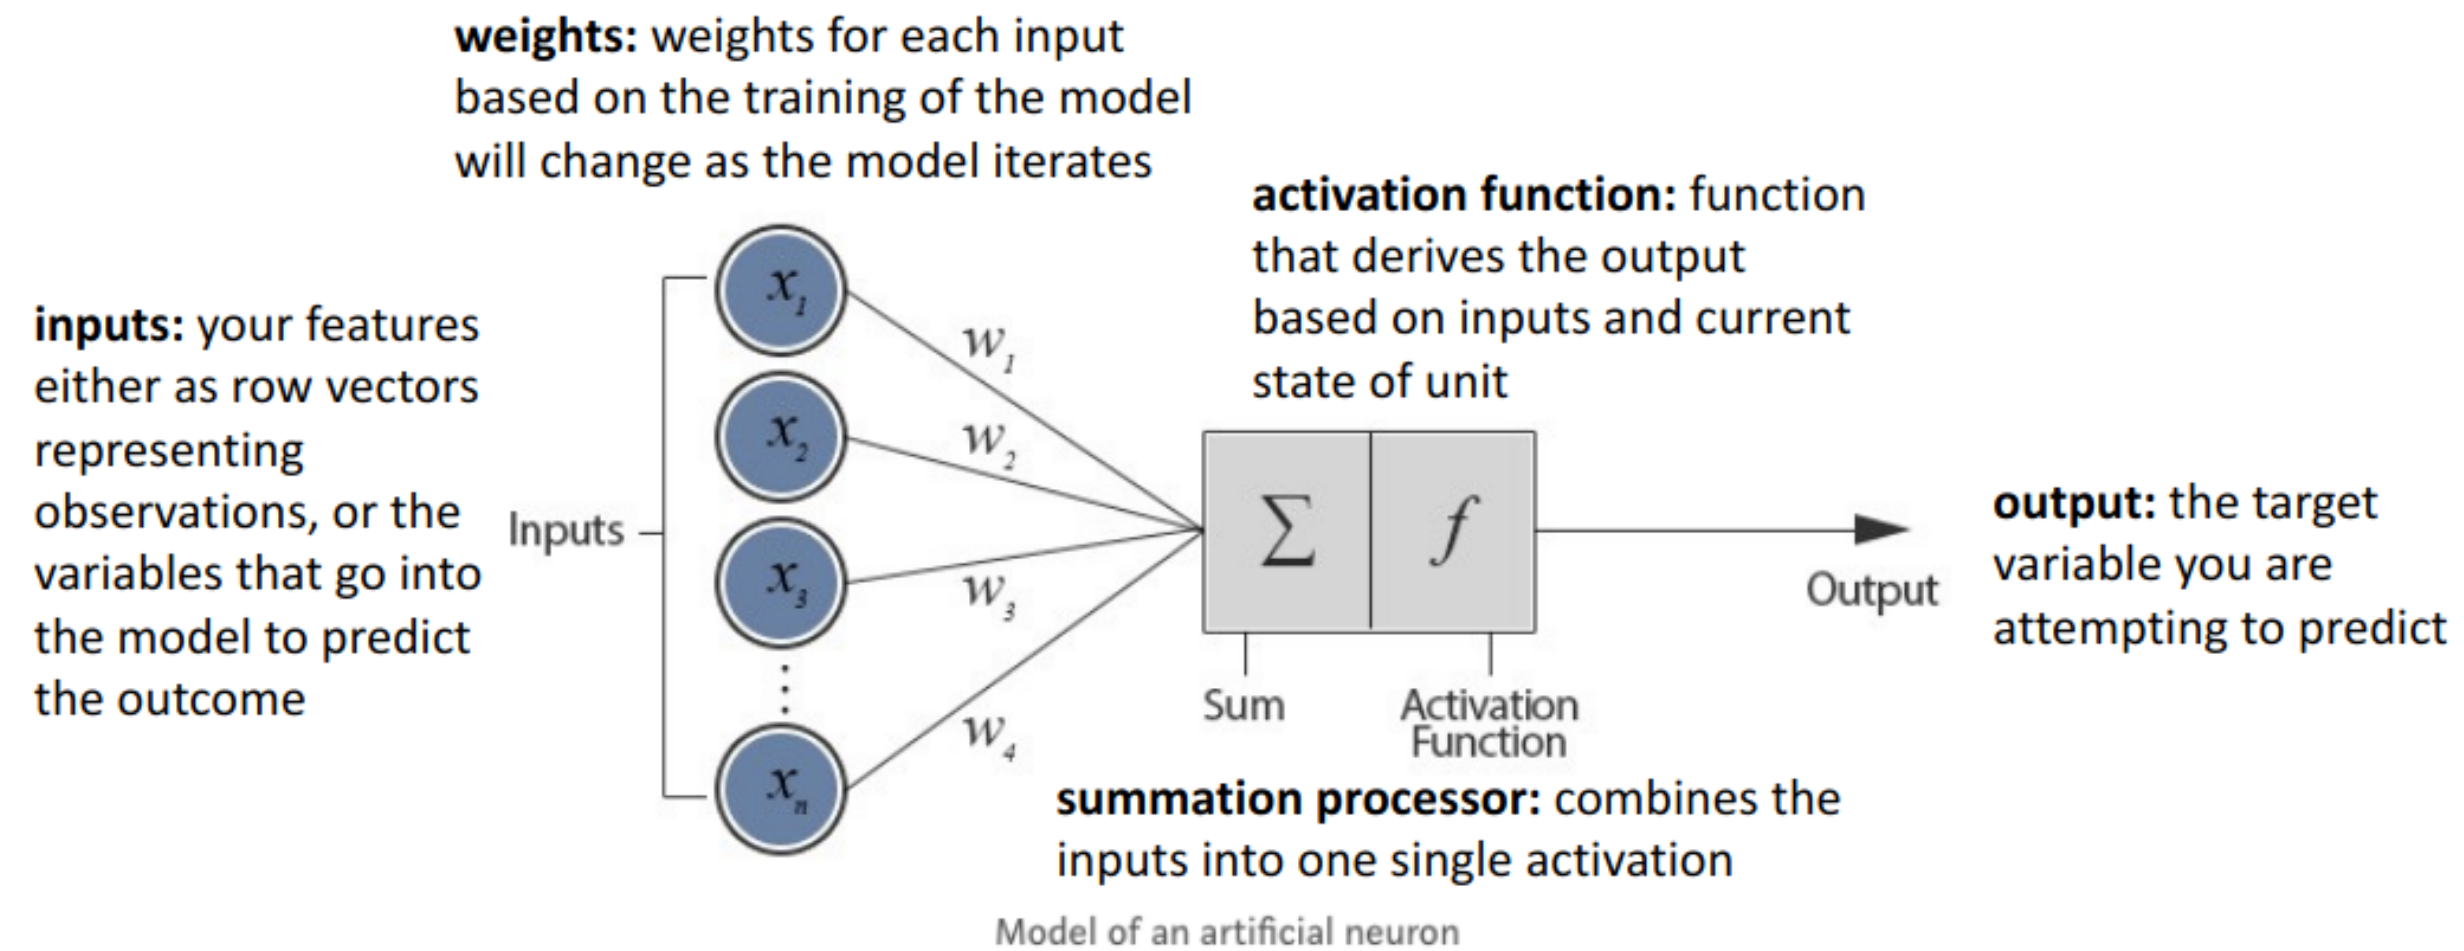 weights: weights for each input
based on the training of the model
will change as the model iterates
activation function: function
that derives the output
based on inputs and current
state of unit
inputs: your features
either as row vectors
representing
observations, or the
variables that go into
the model to predict
the outcome
Inputs
x1
x2
x3
xn
w1
w2
w3
w4
Σ
f
Sum
Activation
Function
Output
output: the target
variable you are
attempting to predict
summation processor: combines the
inputs into one single activation
Model of an artificial neuron